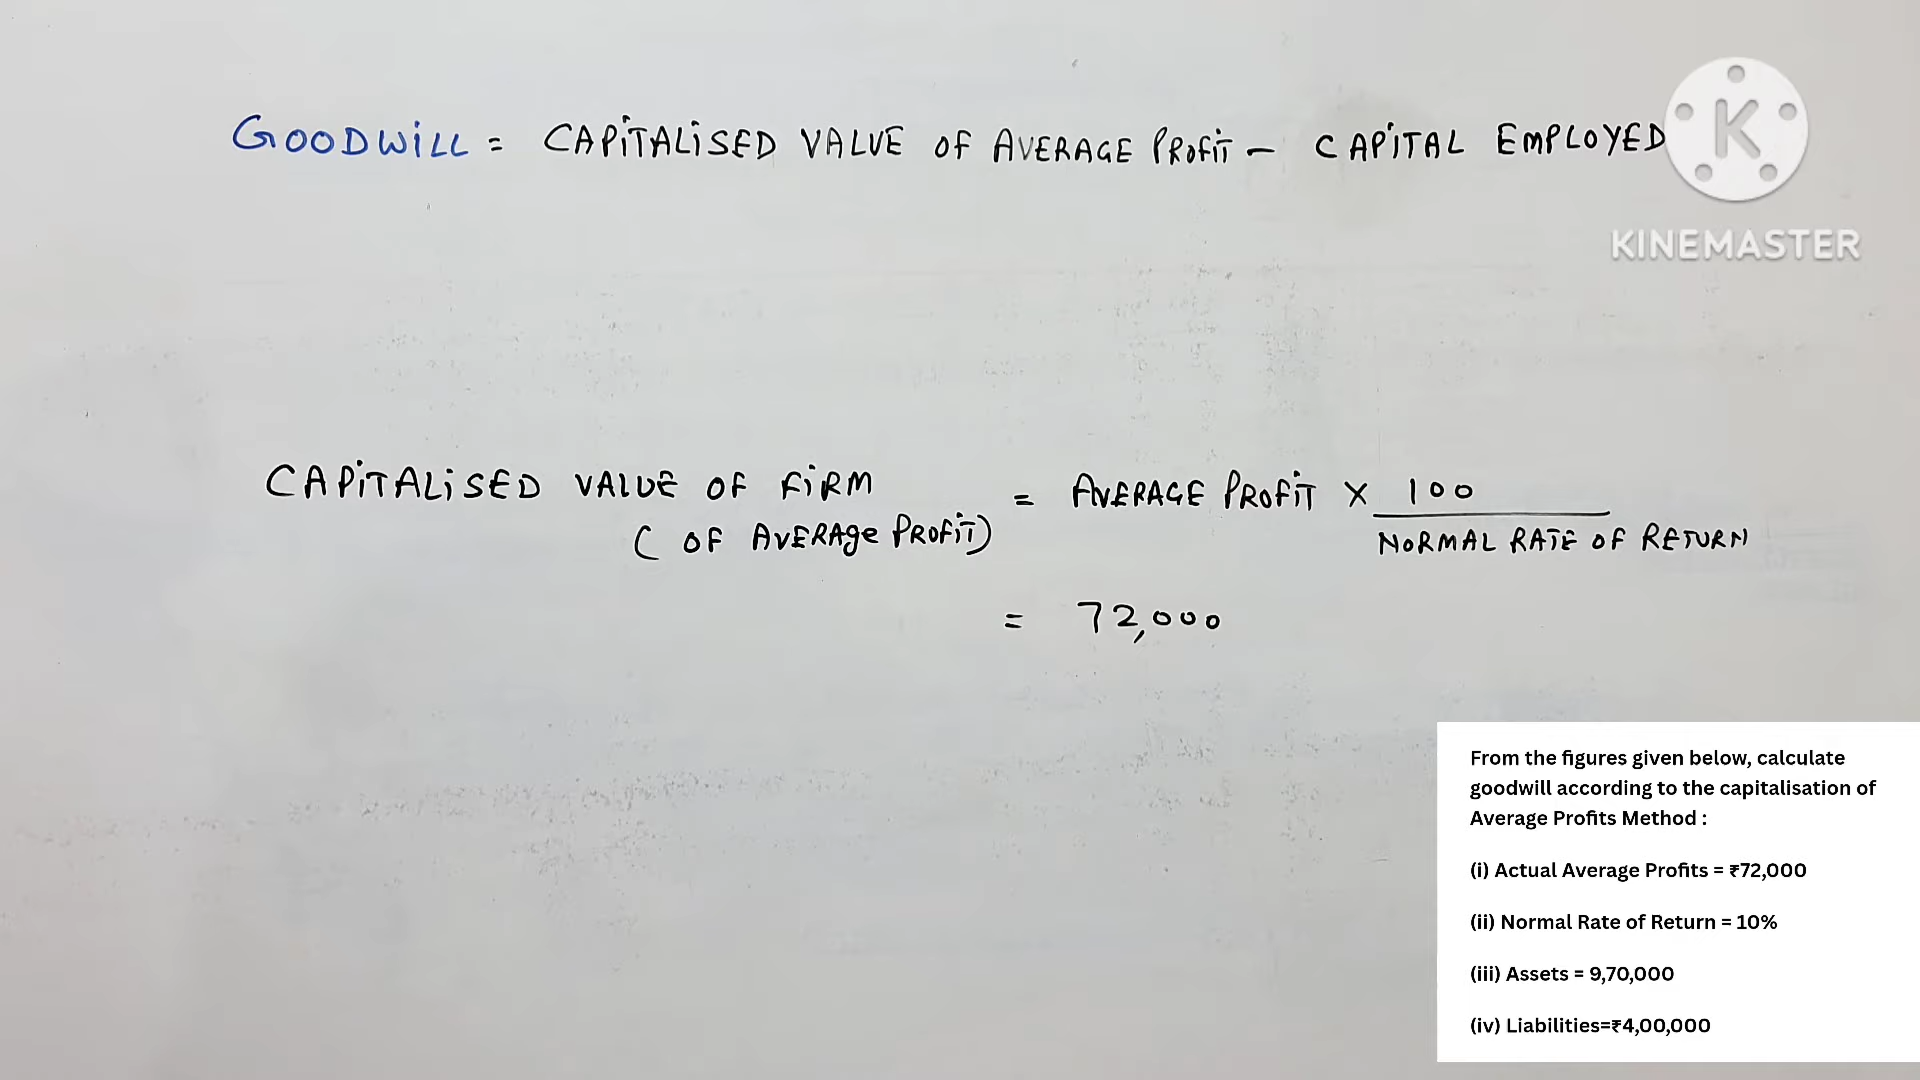 GOODWILL = CAPITALISED VALUE OF AVERAGE PROFIT - CAPITAL EMPLOYED
K
KINEMASTER
CAPITALISED VALUE OF FIRM = AVERAGE PROFIT X 100
( OF AVERAGE PROFIT) NORMAL RATE OF RETURN
= 72,000
From the figures given below, calculate
goodwill according to the capitalisation of
Average Profits Method :
(i) Actual Average Profits = ₹72,000
(ii) Normal Rate of Return = 10%
(iii) Assets = 9,70,000
(iv) Liabilities=₹4,00,000